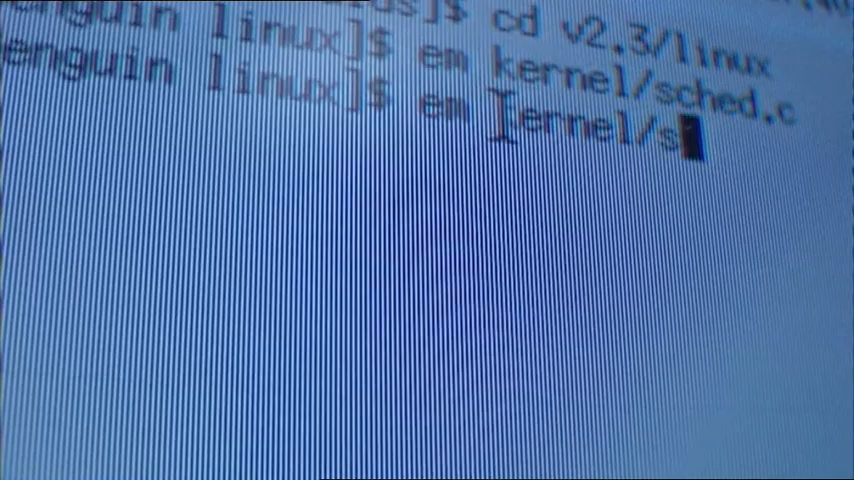 enguin linux]$ cd v2.3/linux
enguin linux]$ em kernel/sched.c
enguin linux]$ em kernel/s